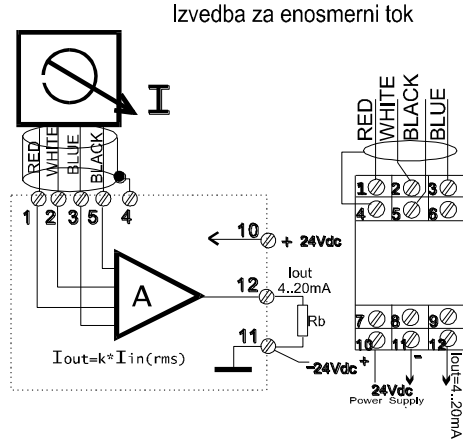 Izvedba za enosmerni tok
I
RED
WHITE
BLUE
BLACK
1 2 3 5 4
10
+ 24Vdc
12
Iout
4..20mA
A
Rb
11
Iout=k*Iin(rms)
-24Vdc
RED
WHITE
BLACK
BLUE
1 2 3
4 5 6
7 8 9
10 11 12
+ -
24Vdc
Power Supply
Iout=4..20mA